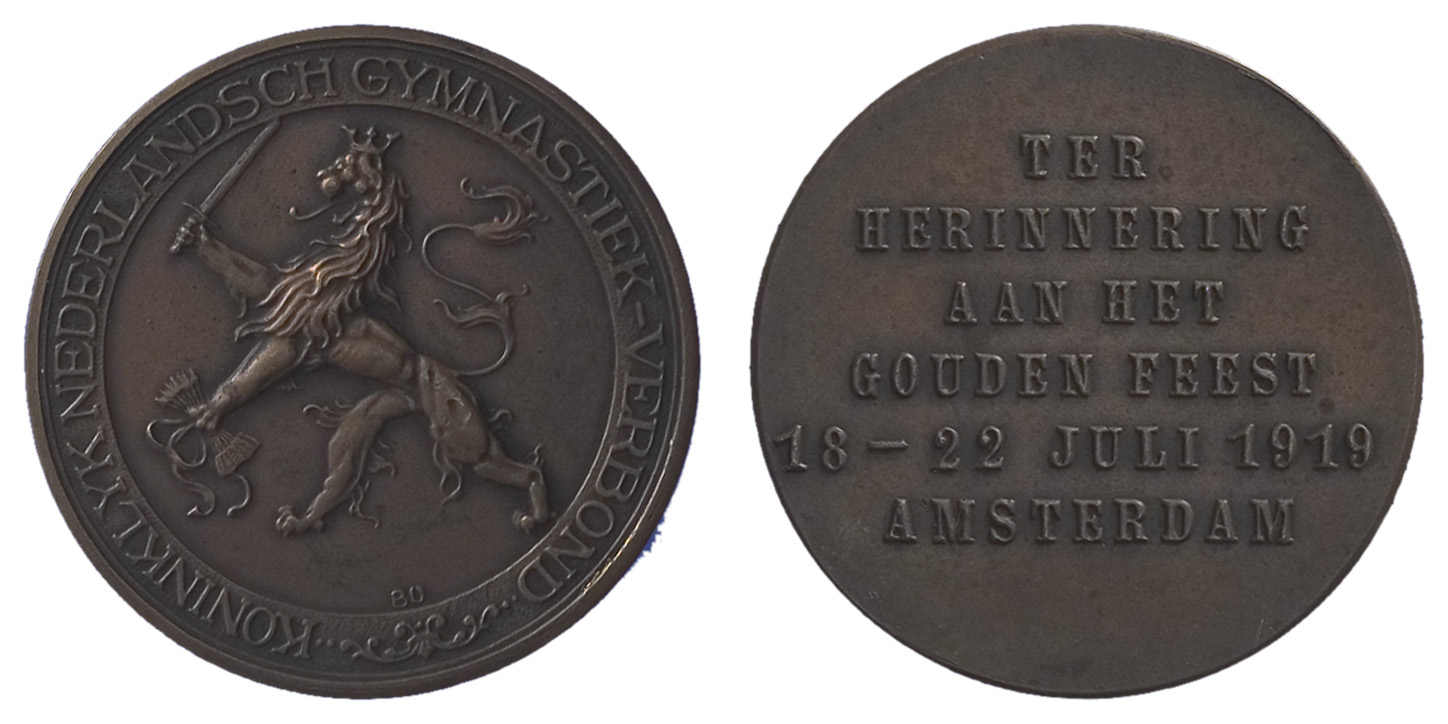 KONINKLYK NEDERLANDSCH GYMNASTIEK-VERBOND
BO
TER
HERINNERING
AAN HET
GOUDEN FEEST
18 — 22 JULI 1919
AMSTERDAM